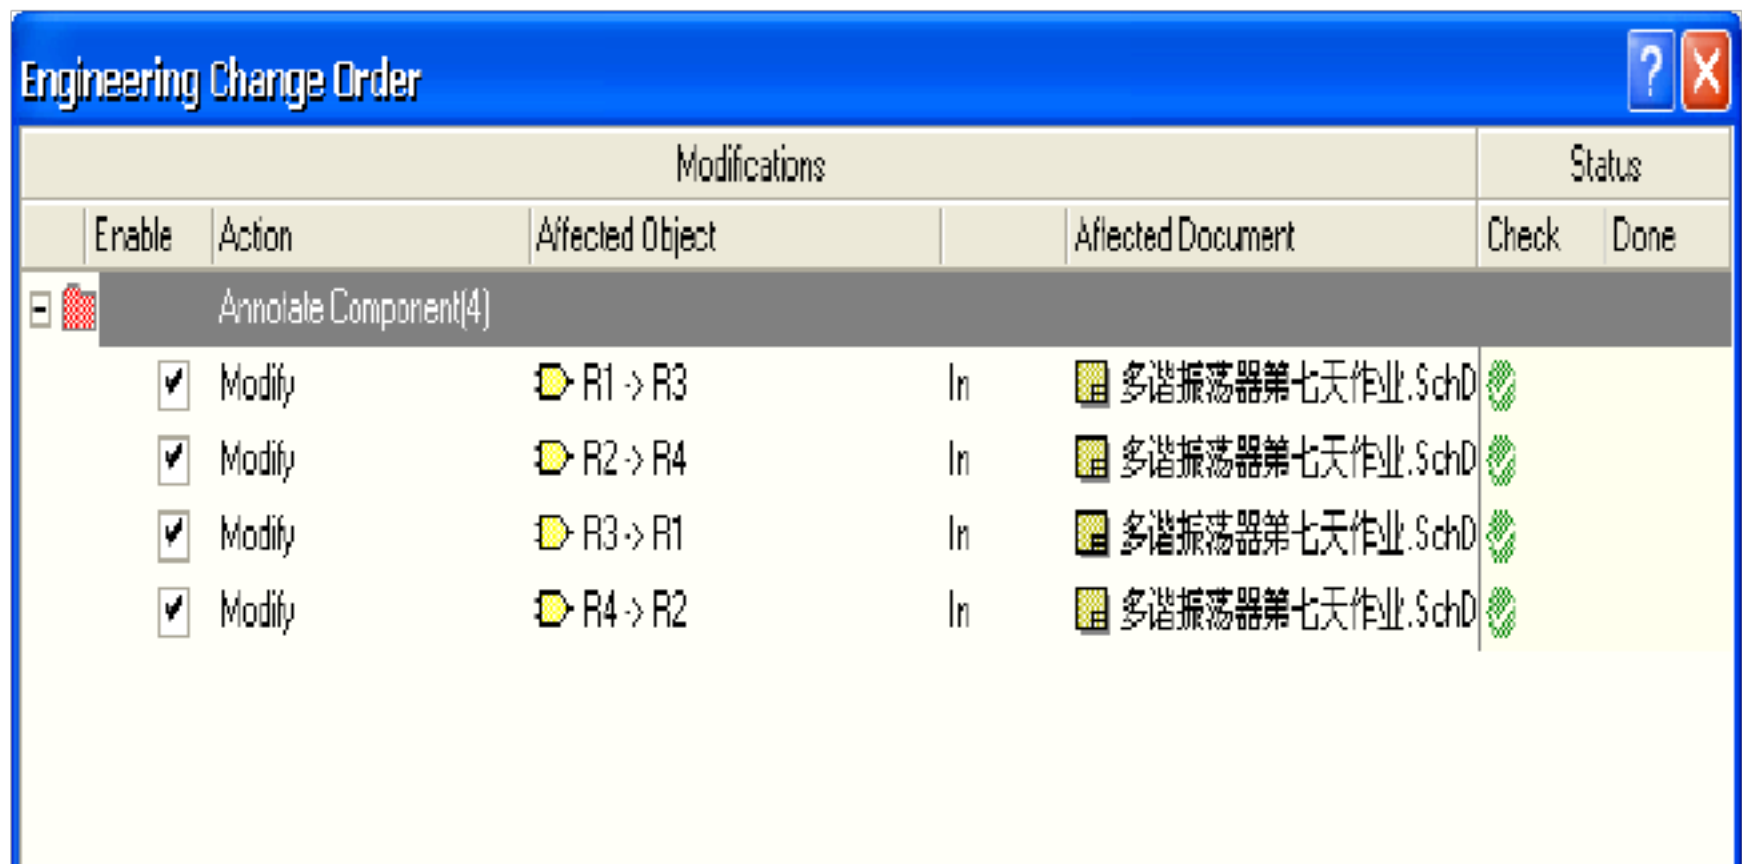 Engineering Change Order
Modifications Status
Enable Action Affected Object Affected Document Check Done
Annotate Component(4)
Modify R1 -> R3 In 多谐振荡器第七天作业.SchD
Modify R2 -> R4 In 多谐振荡器第七天作业.SchD
Modify R3 -> R1 In 多谐振荡器第七天作业.SchD
Modify R4 -> R2 In 多谐振荡器第七天作业.SchD